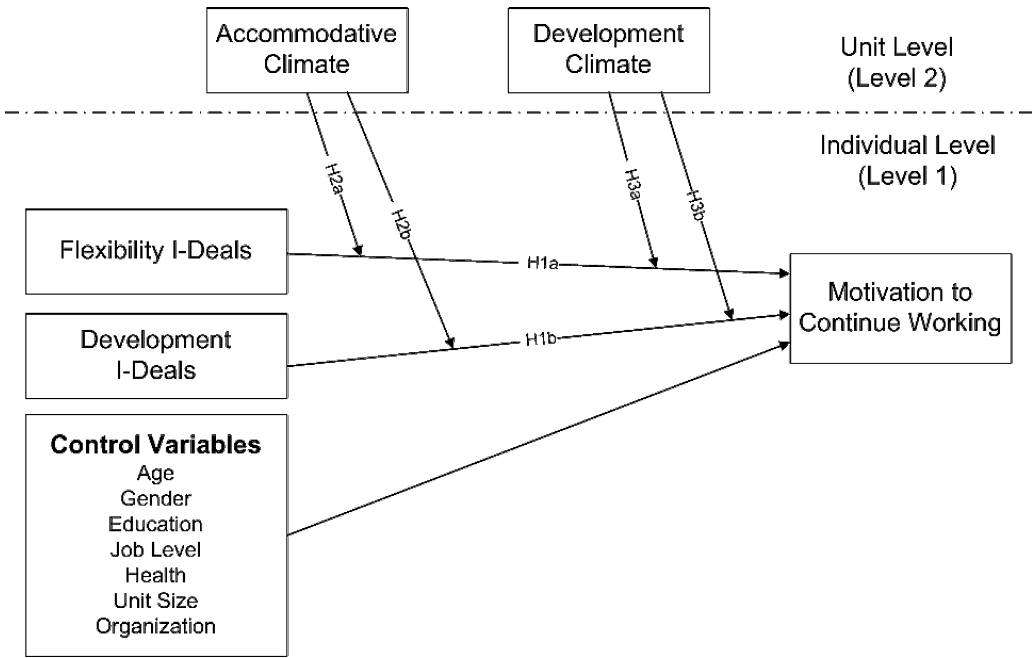 Accommodative
Climate
Development
Climate
Unit Level
(Level 2)
Individual Level
(Level 1)
H2a
H2b
H3a
H3b
Flexibility I-Deals
H1a
Development
I-Deals
H1b
Motivation to
Continue Working
Control Variables
Age
Gender
Education
Job Level
Health
Unit Size
Organization